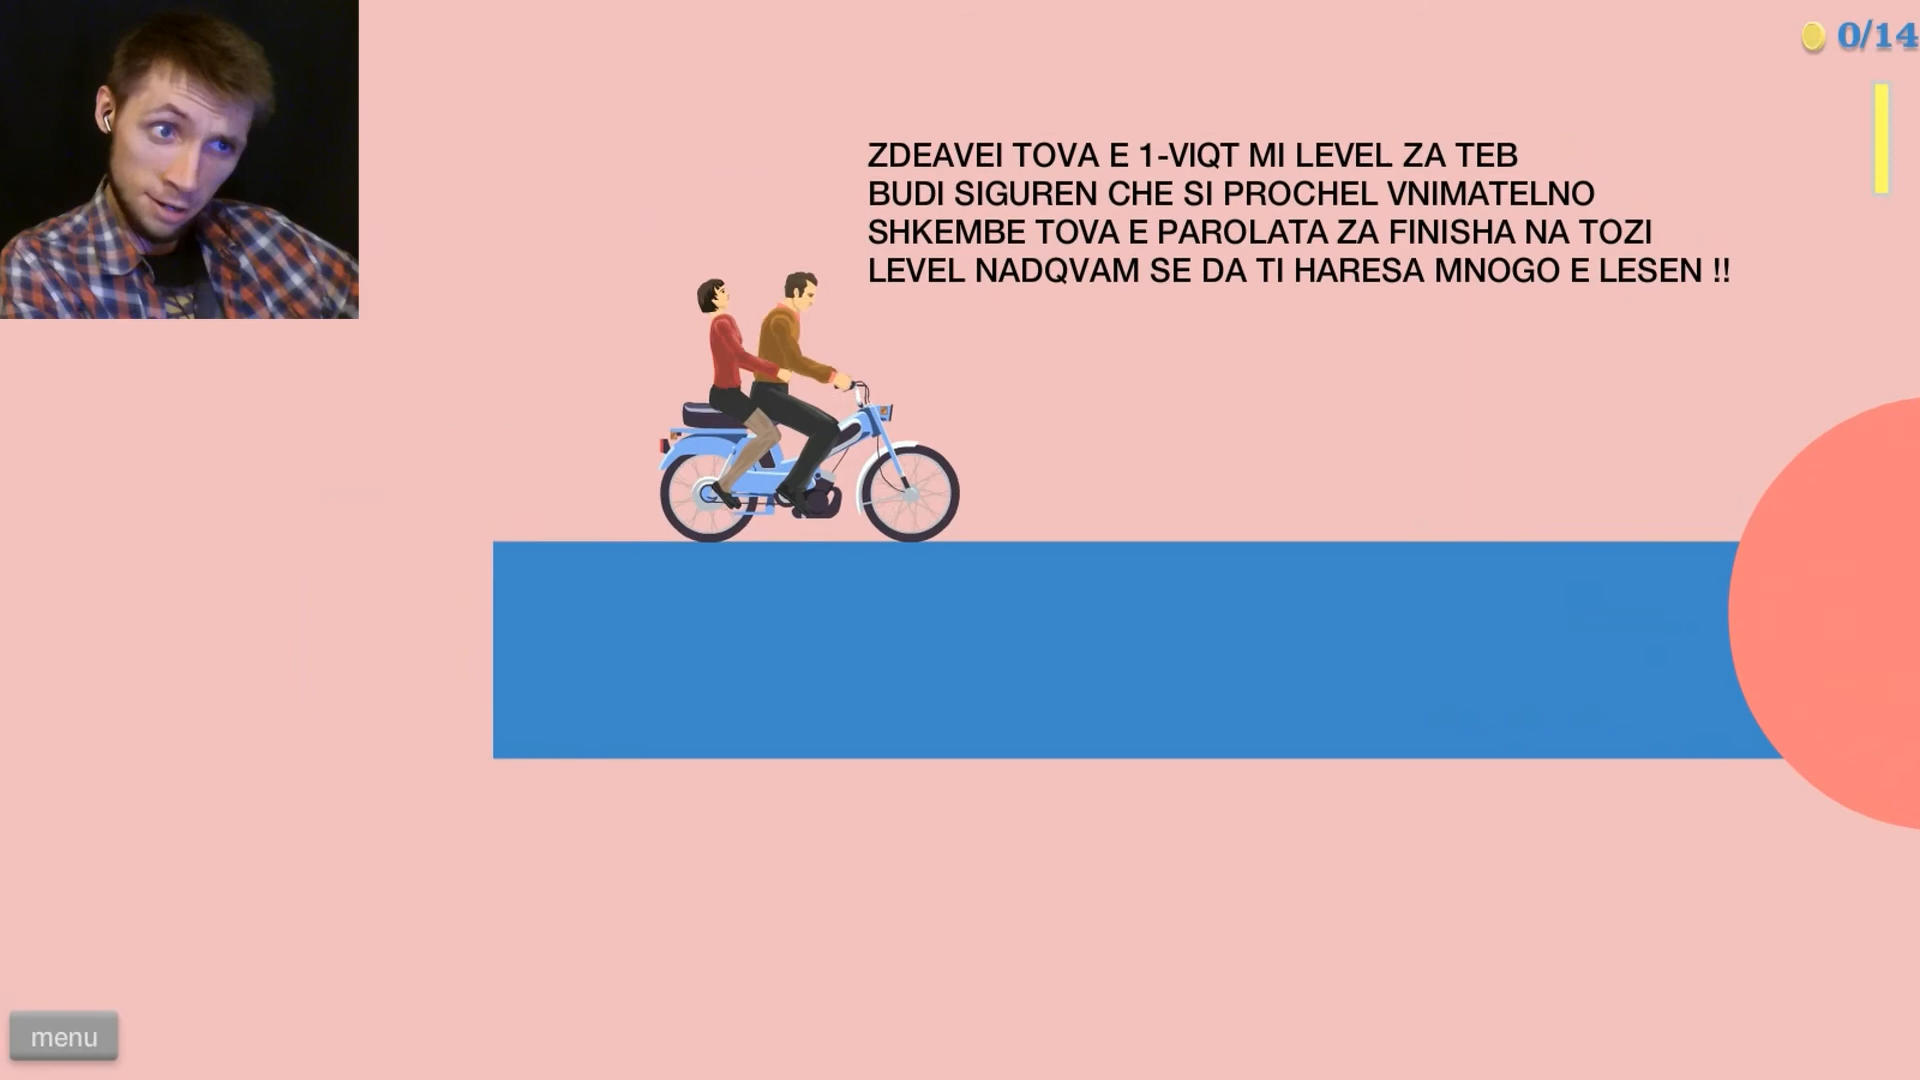 0/14
ZDEAVEI TOVA E 1-VIQT MI LEVEL ZA TEB
BUDI SIGUREN CHE SI PROCHEL VNIMATELNO
SHKEMBE TOVA E PAROLATA ZA FINISHA NA TOZI
LEVEL NADQVAM SE DA TI HARESA MNOGO E LESEN !!
menu